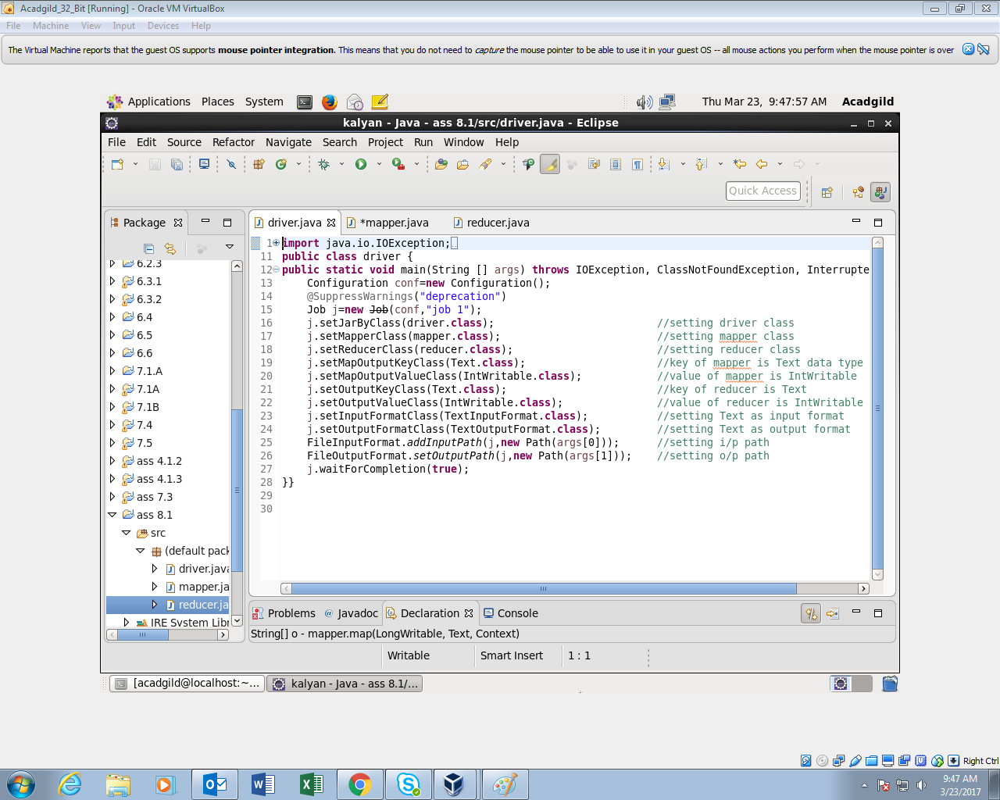 Acadgild_32_Bit [Running] - Oracle VM VirtualBox
File Machine View Input Devices Help
The Virtual Machine reports that the guest OS supports mouse pointer integration. This means that you do not need to capture the mouse pointer to be able to use it in your guest OS -- all mouse actions you perform when the mouse pointer is over
Applications Places System Thu Mar 23, 9:47:57 AM Acadgild
kalyan - Java - ass 8.1/src/driver.java - Eclipse
File Edit Source Refactor Navigate Search Project Run Window Help
Quick Access
Package
6.2.3
6.3.1
6.3.2
6.4
6.5
6.6
7.1.A
7.1A
7.1B
7.4
7.5
ass 4.1.2
ass 4.1.3
ass 7.3
ass 8.1
src
(default pack
driver.java
mapper.ja
reducer.ja
JRE System Libr
driver.java *mapper.java reducer.java
1 import java.io.IOException;
11 public class driver {
12 public static void main(String [] args) throws IOException, ClassNotFoundException, Interrupte
13 Configuration conf=new Configuration();
14 @SuppressWarnings("deprecation")
15 Job j=new Job(conf,"job 1");
16 j.setJarByClass(driver.class); //setting driver class
17 j.setMapperClass(mapper.class); //setting mapper class
18 j.setReducerClass(reducer.class); //setting reducer class
19 j.setMapOutputKeyClass(Text.class); //key of mapper is Text data type
20 j.setMapOutputValueClass(IntWritable.class); //value of mapper is IntWritable
21 j.setOutputKeyClass(Text.class); //key of reducer is Text
22 j.setOutputValueClass(IntWritable.class); //value of reducer is IntWritable
23 j.setInputFormatClass(TextInputFormat.class); //setting Text as input format
24 j.setOutputFormatClass(TextOutputFormat.class); //setting Text as output format
25 FileInputFormat.addInputPath(j,new Path(args[0])); //setting i/p path
26 FileOutputFormat.setOutputPath(j,new Path(args[1])); //setting o/p path
27 j.waitForCompletion(true);
28 }}
29
30
Problems Javadoc Declaration Console
String[] o - mapper.map(LongWritable, Text, Context)
Writable Smart Insert 1 : 1
[acadgild@localhost:~... kalyan - Java - ass 8.1/...
Right Ctrl
9:47 AM
3/23/2017